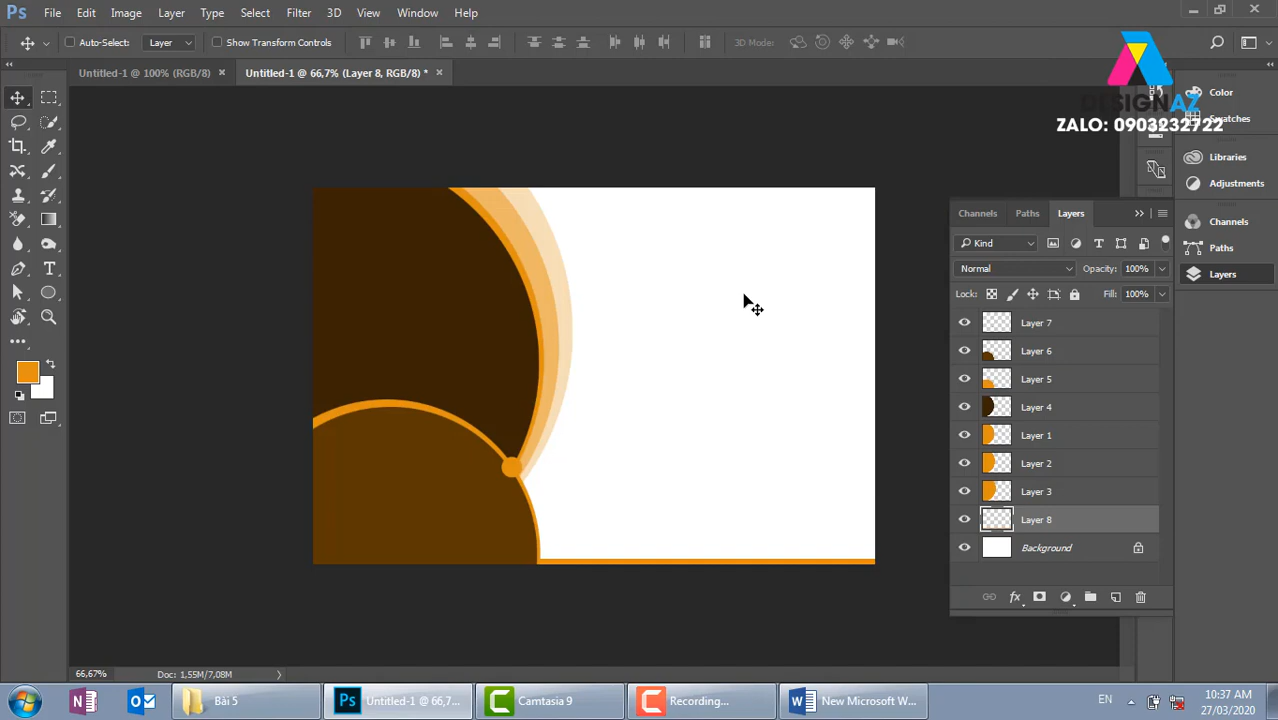 Ps File Edit Image Layer Type Select Filter 3D View Window Help
Auto-Select: Layer Show Transform Controls 3D Mode:
Untitled-1 @ 100% (RGB/8) × Untitled-1 @ 66,7% (Layer 8, RGB/8) * ×
DESIGNAZ
ZALO: 0903232722
Color
Swatches
Libraries
Adjustments
Channels
Paths
Layers
Channels Paths Layers
Kind
Normal Opacity: 100%
Lock: Fill: 100%
Layer 7
Layer 6
Layer 5
Layer 4
Layer 1
Layer 2
Layer 3
Layer 8
Background
fx
66,67% Doc: 1,55M/7,08M
Bài 5
Ps Untitled-1 @ 66,7...
Camtasia 9
Recording...
New Microsoft W...
EN
10:37 AM
27/03/2020